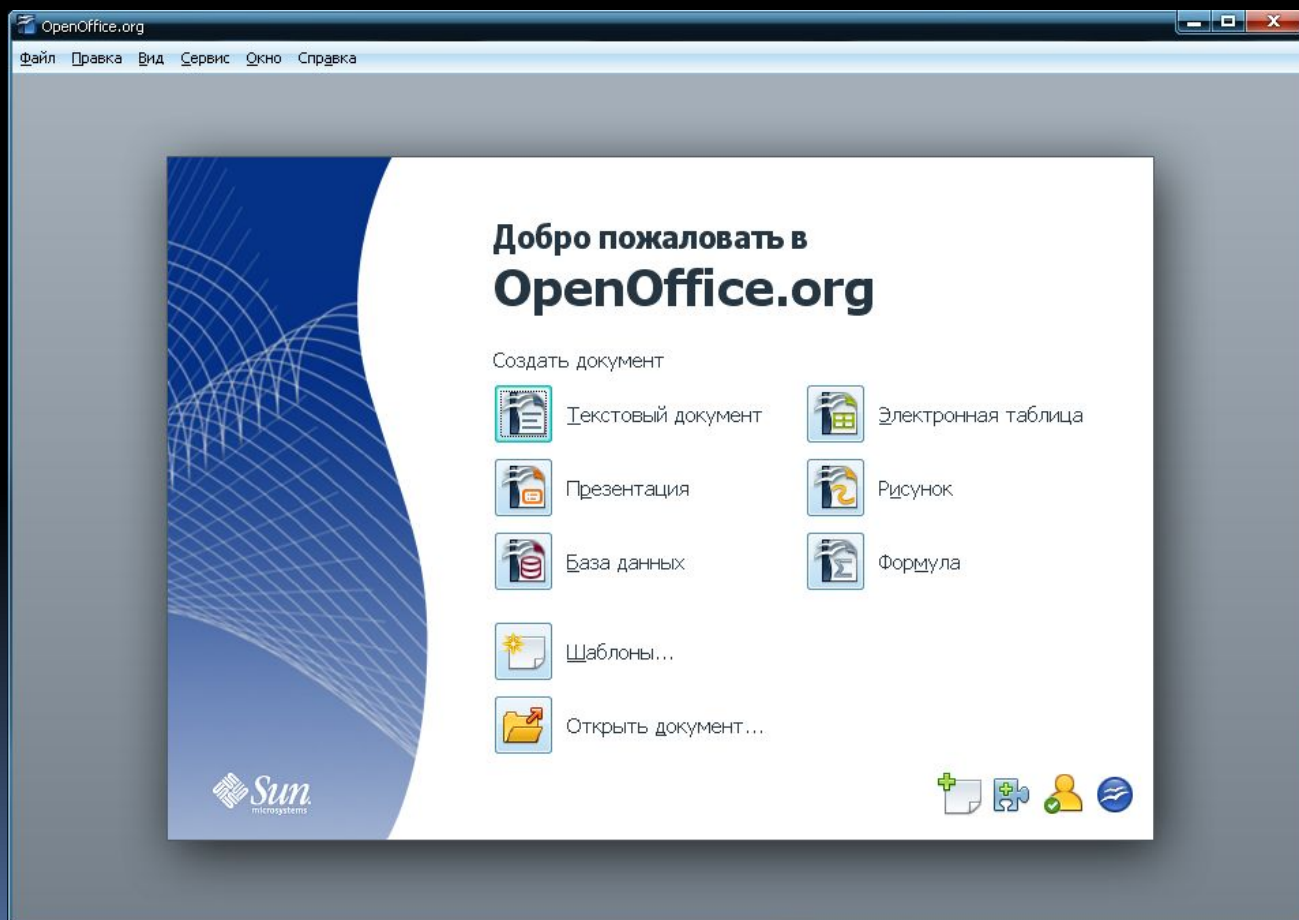 OpenOffice.org
Файл Правка Вид Сервис Окно Справка
Добро пожаловать в
OpenOffice.org
Создать документ
Текстовый документ Электронная таблица
Презентация Рисунок
База данных Формула
Шаблоны...
Открыть документ...
Sun
microsystems